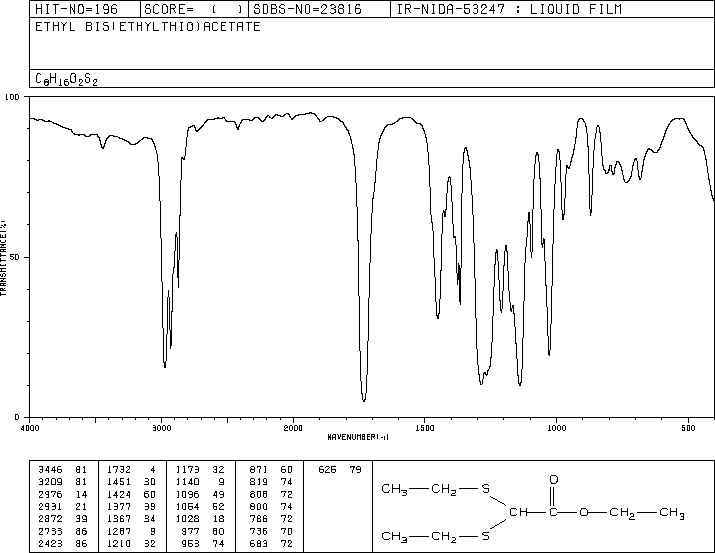 HIT-NO=196 SCORE= ( ) SDBS-NO=23816 IR-NIDA-53247 : LIQUID FILM
ETHYL BIS(ETHYLTHIO)ACETATE
C8H16O2S2
100
50
0
TRANSMITTANCE(%)
4000 3000 2000 1500 1000 500
WAVENUMBER(-1)
3446 81 1732 4 1173 32 871 60 626 79
3209 81 1451 30 1140 9 819 74
2976 14 1424 60 1096 49 808 72
2931 21 1377 39 1054 52 800 74
2872 39 1367 34 1028 18 786 72
2733 86 1287 9 977 60 736 70
2423 86 1210 32 953 74 683 72
CH3 CH2 S O
CH C O CH2 CH3
CH3 CH2 S